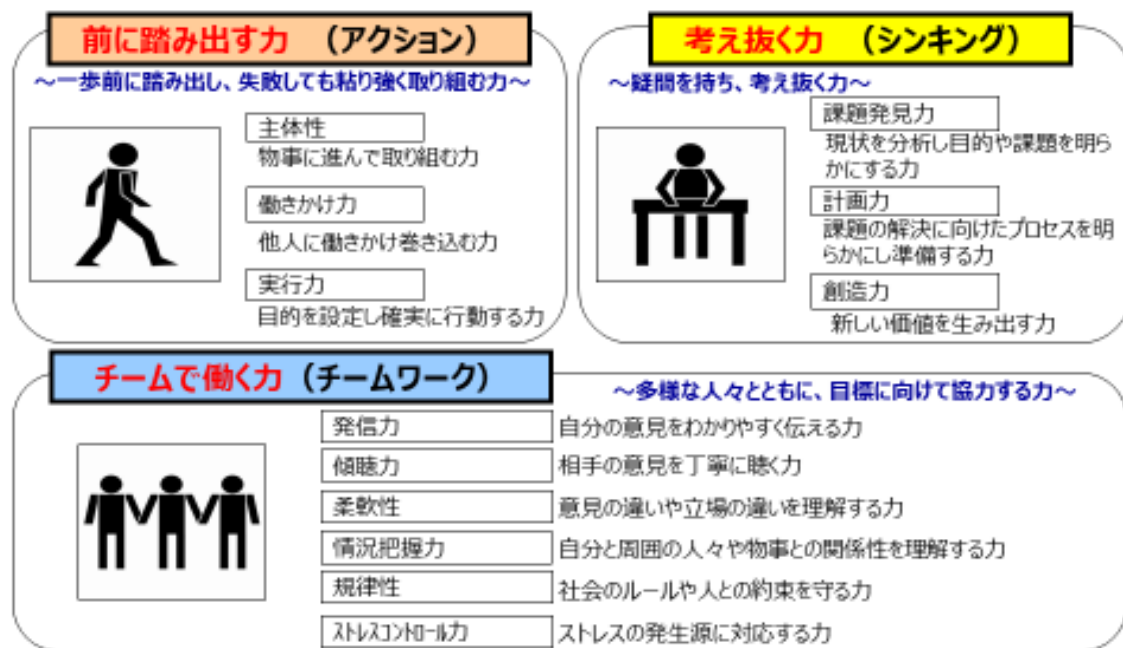 前に踏み出す力 （アクション）
～一歩前に踏み出し、失敗しても粘り強く取り組む力～
主体性
物事に進んで取り組む力
働きかけ力
他人に働きかけ巻き込む力
実行力
目的を設定し確実に行動する力
考え抜く力 （シンキング）
～疑問を持ち、考え抜く力～
課題発見力
現状を分析し目的や課題を明ら
かにする力
計画力
課題の解決に向けたプロセスを明
らかにし準備する力
創造力
新しい価値を生み出す力
チームで働く力 （チームワーク）
～多様な人々とともに、目標に向けて協力する力～
発信力 自分の意見をわかりやすく伝える力
傾聴力 相手の意見を丁寧に聴く力
柔軟性 意見の違いや立場の違いを理解する力
情況把握力 自分と周囲の人々や物事との関係性を理解する力
規律性 社会のルールや人との約束を守る力
ｽﾄﾚｽｺﾝﾄﾛｰﾙ力 ストレスの発生源に対応する力